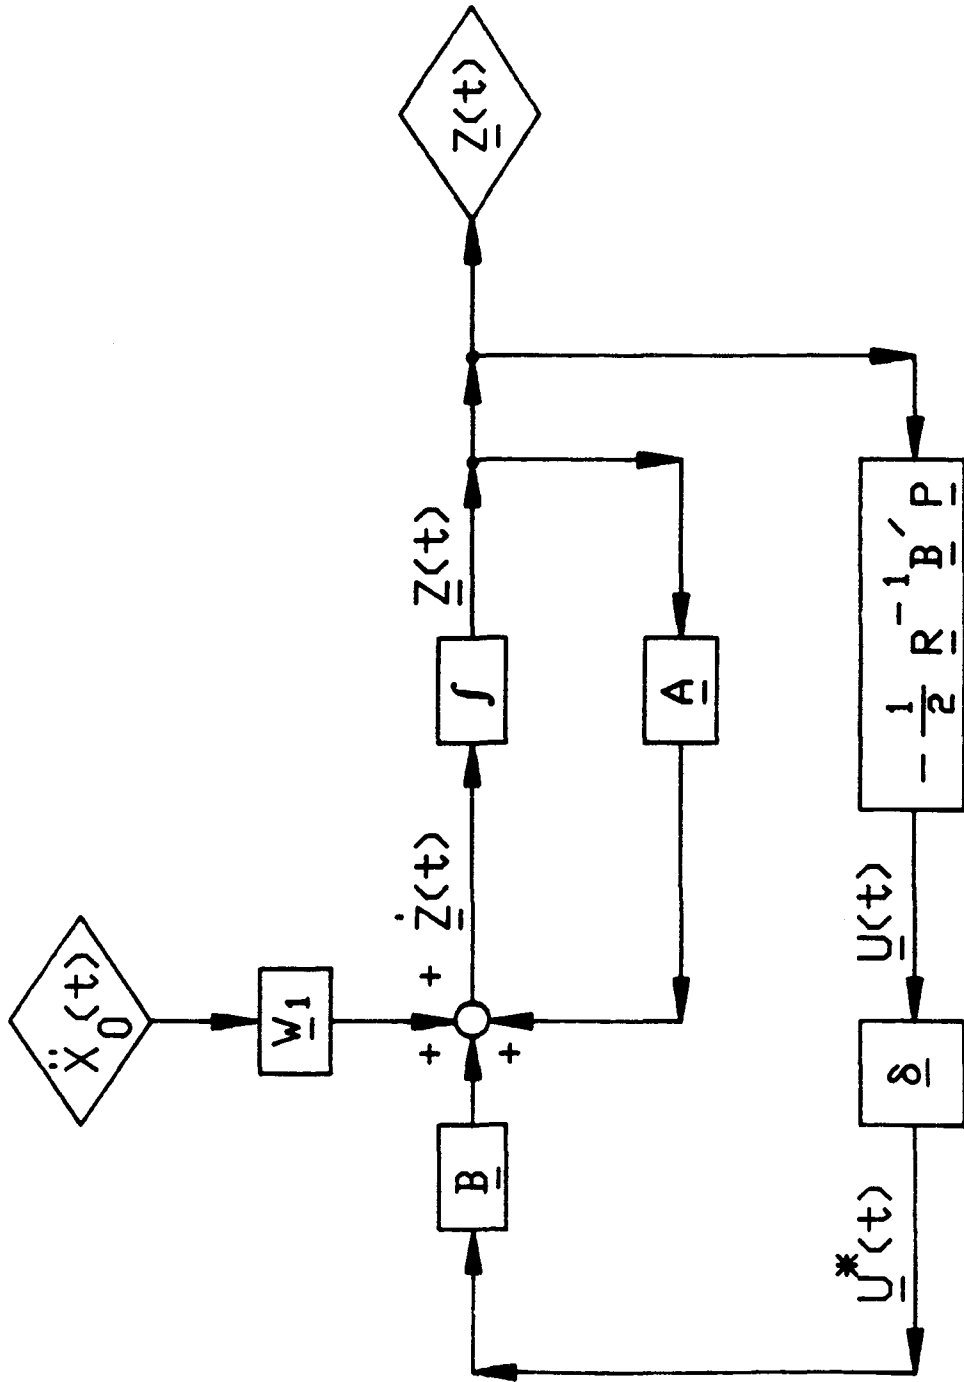 Ẍ₀(t)
W₁
+
+
+
Ż(t)
∫
Z(t)
Z(t)
B
A
U*(t)
δ
U(t)
- 1/2 R⁻¹ B′ P